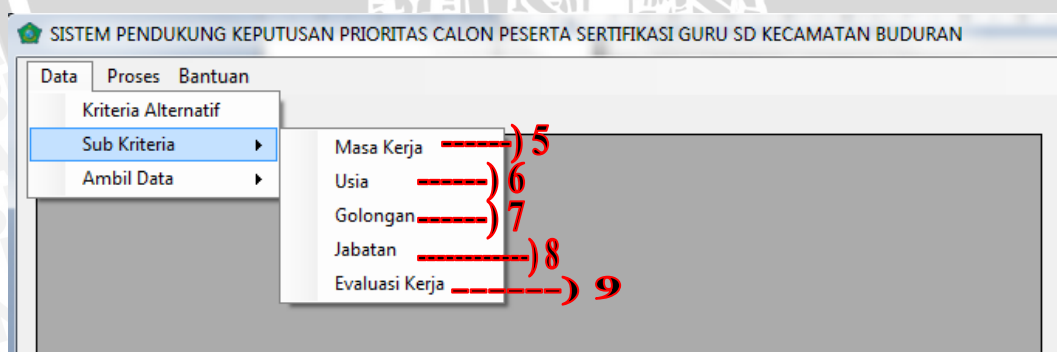 SISTEM PENDUKUNG KEPUTUSAN PRIORITAS CALON PESERTA SERTIFIKASI GURU SD KECAMATAN BUDURAN
Data Proses Bantuan
Kriteria Alternatif
Sub Kriteria
Ambil Data
Masa Kerja ------) 5
Usia ------) 6
Golongan ------) 7
Jabatan ----------) 8
Evaluasi Kerja -------) 9